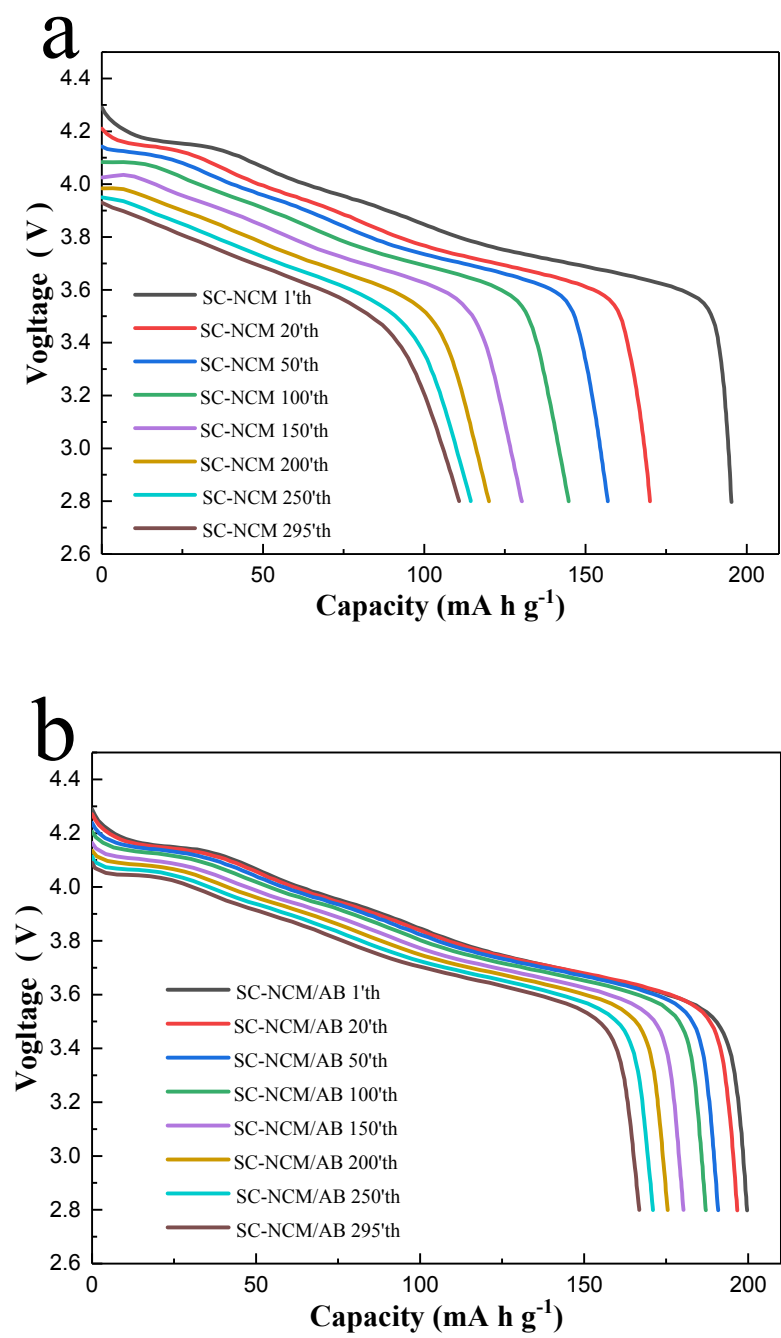 a
4.4
4.2
4.0
3.8
3.6
3.4
3.2
3.0
2.8
2.6
Vogltage ( V )
SC-NCM 1'th
SC-NCM 20'th
SC-NCM 50'th
SC-NCM 100'th
SC-NCM 150'th
SC-NCM 200'th
SC-NCM 250'th
SC-NCM 295'th
0 50 100 150 200
Capacity (mA h g⁻¹)
b
4.4
4.2
4.0
3.8
3.6
3.4
3.2
3.0
2.8
2.6
Vogltage ( V )
SC-NCM/AB 1'th
SC-NCM/AB 20'th
SC-NCM/AB 50'th
SC-NCM/AB 100'th
SC-NCM/AB 150'th
SC-NCM/AB 200'th
SC-NCM/AB 250'th
SC-NCM/AB 295'th
0 50 100 150 200
Capacity (mA h g⁻¹)